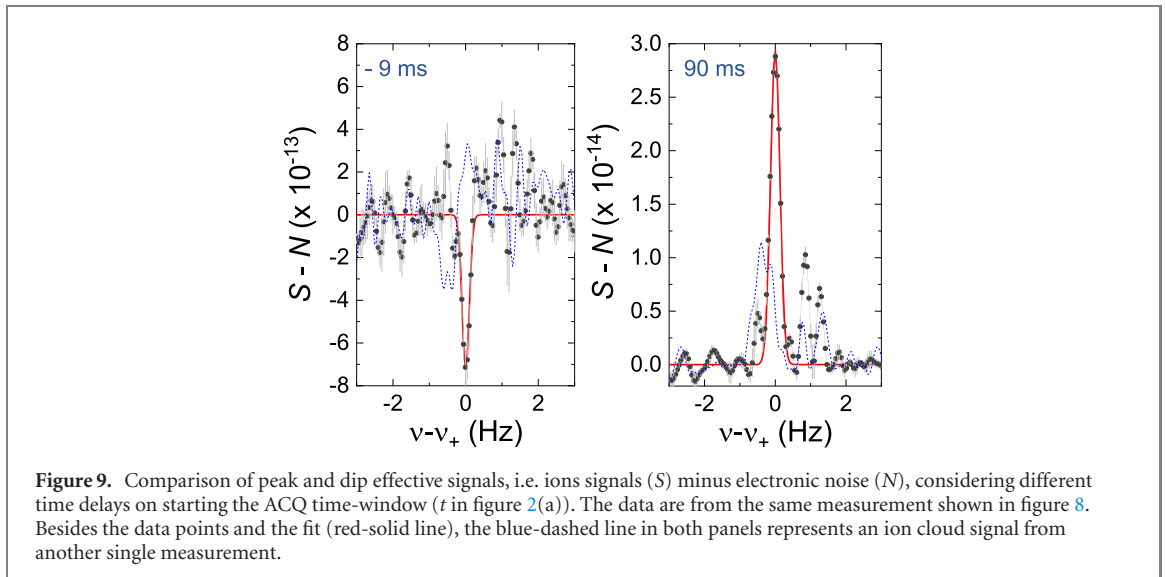 8
6
4
2
0
-2
-4
-6
-8
- 9 ms
S - N (x 10-13)
-2
0
2
ν-ν+ (Hz)
3.0
2.5
2.0
1.5
1.0
0.5
0.0
90 ms
S - N (x 10-14)
-2
0
2
ν-ν+ (Hz)
Figure 9. Comparison of peak and dip effective signals, i.e. ions signals (S) minus electronic noise (N), considering different
time delays on starting the ACQ time-window (t in figure 2(a)). The data are from the same measurement shown in figure 8.
Besides the data points and the fit (red-solid line), the blue-dashed line in both panels represents an ion cloud signal from
another single measurement.